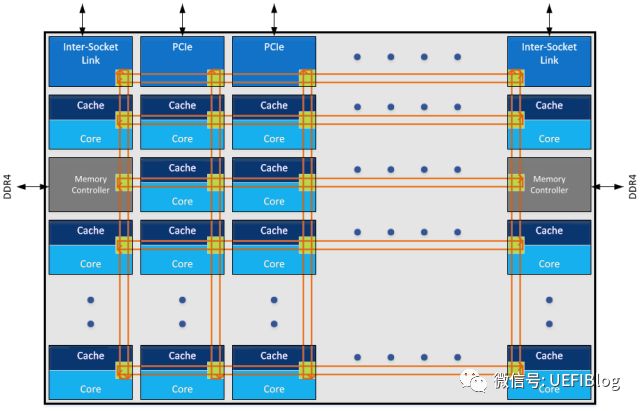 Inter-Socket
Link
PCIe
PCIe
Inter-Socket
Link
Cache
Core
Cache
Core
Cache
Core
Cache
Core
DDR4
Memory
Controller
Cache
Core
Cache
Core
Memory
Controller
DDR4
Cache
Core
Cache
Core
Cache
Core
Cache
Core
Cache
Core
Cache
Core
Cache
Core
Cache
Core
微信号: UEFIBlog